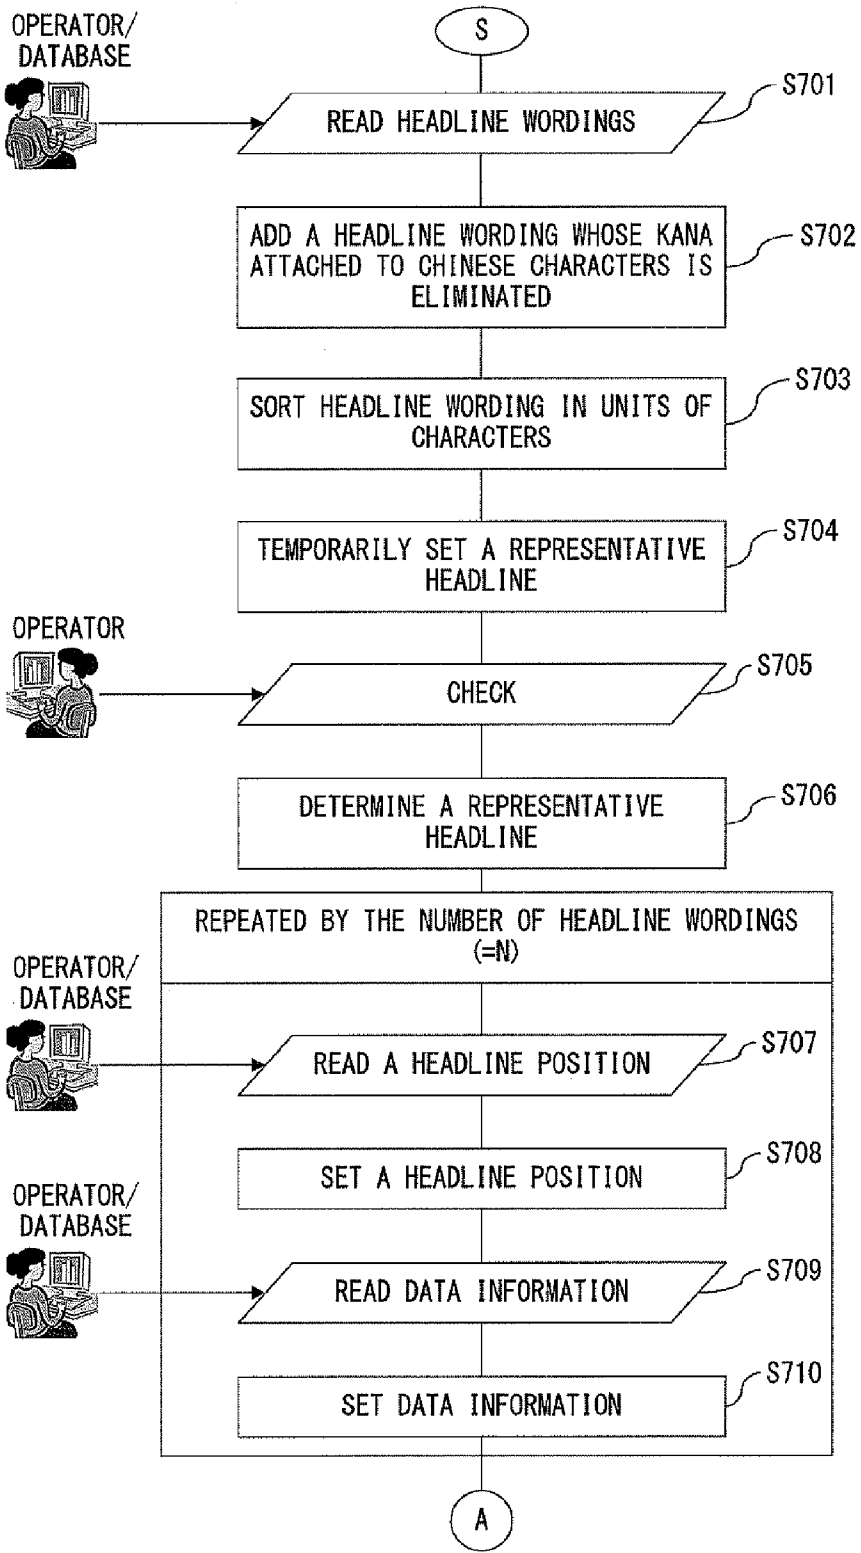 OPERATOR/
DATABASE
S
READ HEADLINE WORDINGS
S701
ADD A HEADLINE WORDING WHOSE KANA
ATTACHED TO CHINESE CHARACTERS IS
ELIMINATED
S702
SORT HEADLINE WORDING IN UNITS OF
CHARACTERS
S703
TEMPORARILY SET A REPRESENTATIVE
HEADLINE
S704
OPERATOR
CHECK
S705
DETERMINE A REPRESENTATIVE
HEADLINE
S706
REPEATED BY THE NUMBER OF HEADLINE WORDINGS
(=N)
OPERATOR/
DATABASE
READ A HEADLINE POSITION
S707
SET A HEADLINE POSITION
S708
OPERATOR/
DATABASE
READ DATA INFORMATION
S709
SET DATA INFORMATION
S710
A